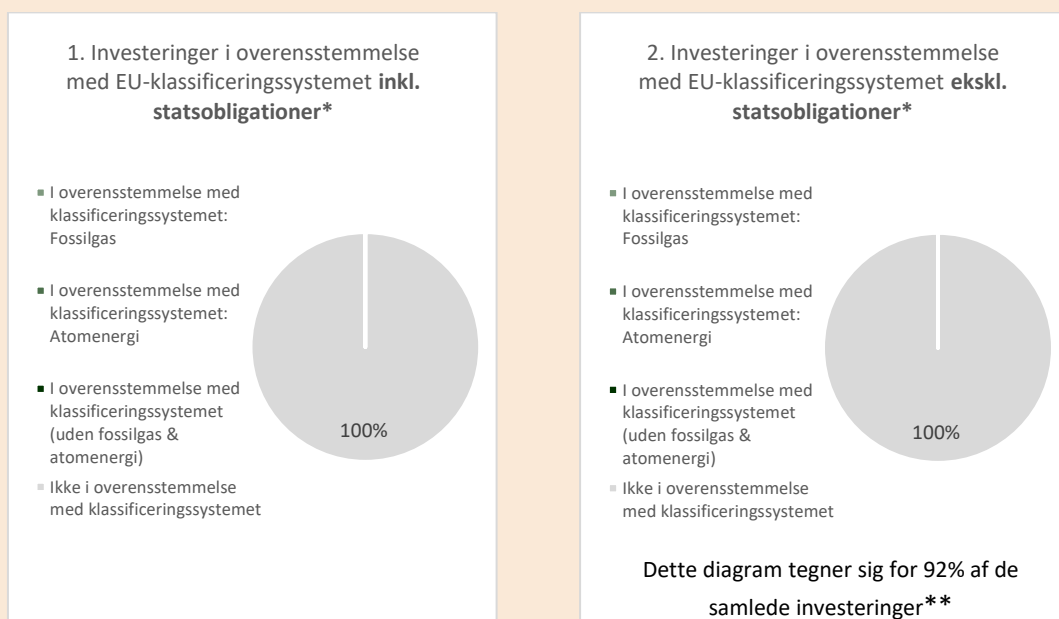 1. Investeringer i overensstemmelse
med EU-klassificeringssystemet inkl.
statsobligationer*
I overensstemmelse med
klassificeringssystemet:
Fossilgas
I overensstemmelse med
klassificeringssystemet:
Atomenergi
I overensstemmelse med
klassificeringssystemet
(uden fossilgas &
atomenergi)
Ikke i overensstemmelse
med klassificeringssystemet
100%
2. Investeringer i overensstemmelse
med EU-klassificeringssystemet ekskl.
statsobligationer*
I overensstemmelse med
klassificeringssystemet:
Fossilgas
I overensstemmelse med
klassificeringssystemet:
Atomenergi
I overensstemmelse med
klassificeringssystemet
(uden fossilgas &
atomenergi)
Ikke i overensstemmelse
med klassificeringssystemet
100%
Dette diagram tegner sig for 92% af de
samlede investeringer**